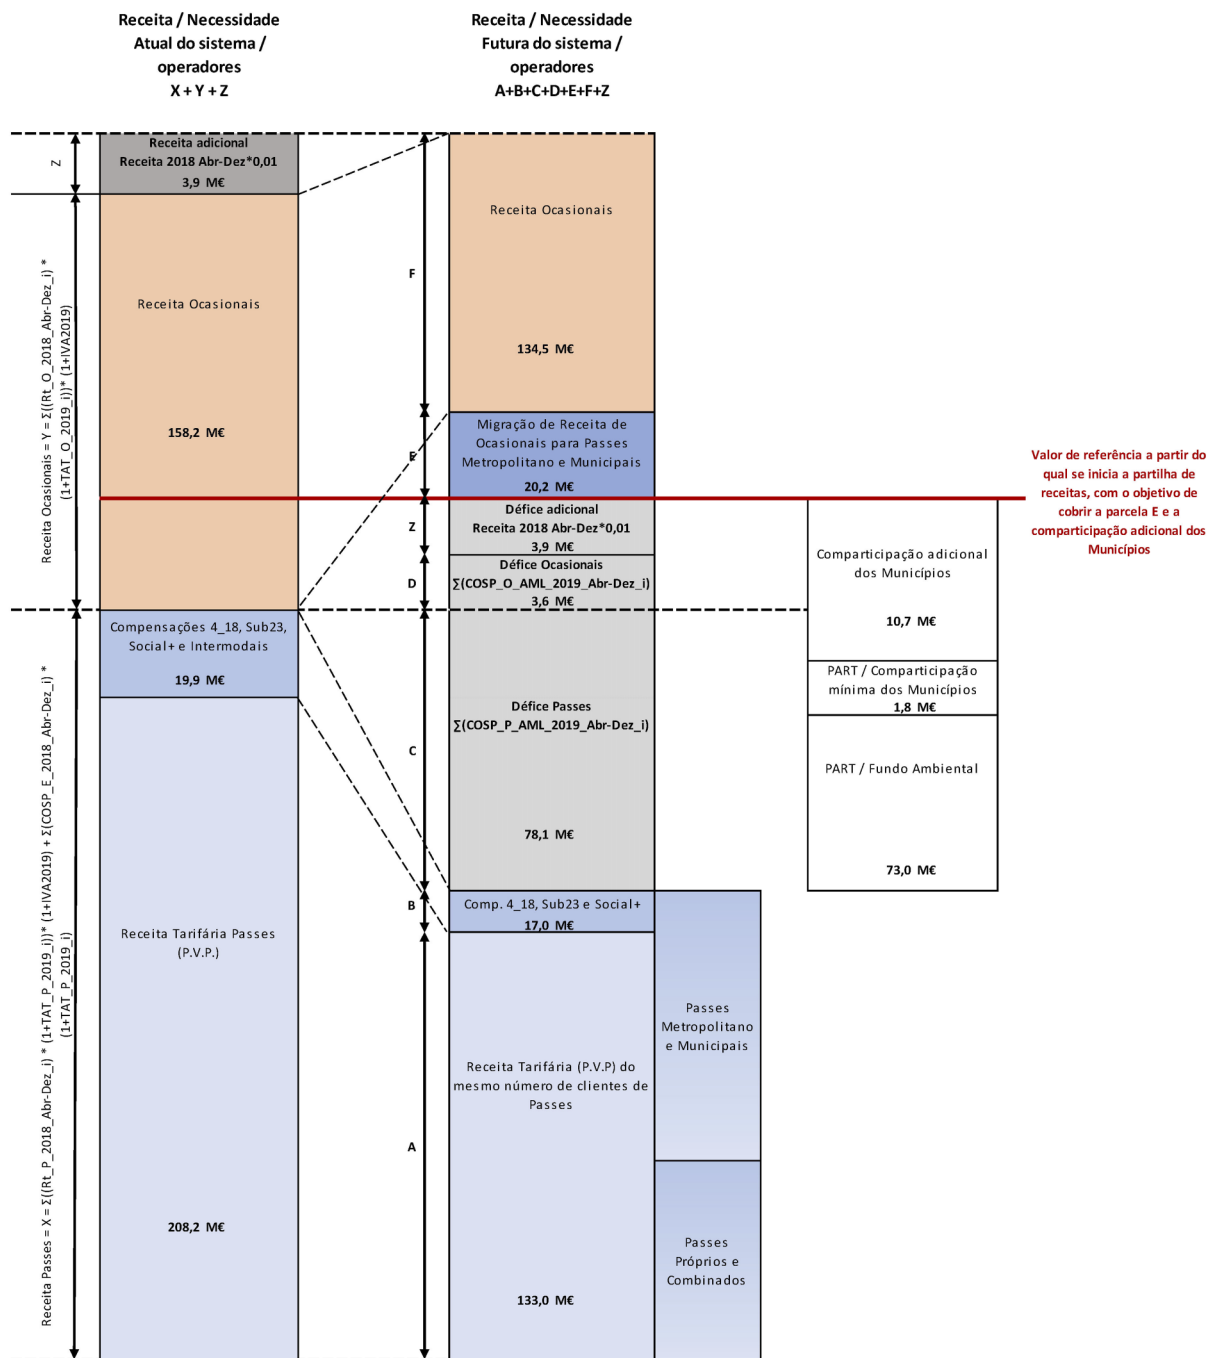 Receita / Necessidade
Atual do sistema /
operadores
X + Y + Z
Receita / Necessidade
Futura do sistema /
operadores
A+B+C+D+E+F+Z
Z
Receita Ocasionais = Y = Σ((Rt_O_2018_Abr-Dez_i) *
(1+TAT_O_2019_i))* (1+IVA2019)
Receita Passes = X = Σ((Rt_P_2018_Abr-Dez_i) * (1+TAT_P_2019_i))* (1+IVA2019) + Σ(COSP_E_2018_Abr-Dez_i) *
(1+TAT_P_2019_i)
Receita adicional
Receita 2018 Abr-Dez*0,01
3,9 M€
Receita Ocasionais
158,2 M€
Compensações 4_18, Sub23,
Social+ e Intermodais
19,9 M€
Receita Tarifária Passes
(P.V.P.)
208,2 M€
F
E
Z
D
C
B
A
Receita Ocasionais
134,5 M€
Migração de Receita de
Ocasionais para Passes
Metropolitano e Municipais
20,2 M€
Défice adicional
Receita 2018 Abr-Dez*0,01
3,9 M€
Défice Ocasionais
Σ(COSP_O_AML_2019_Abr-Dez_i)
3,6 M€
Défice Passes
Σ(COSP_P_AML_2019_Abr-Dez_i)
78,1 M€
Comp. 4_18, Sub23 e Social+
17,0 M€
Receita Tarifária (P.V.P) do
mesmo número de clientes de
Passes
133,0 M€
Passes
Metropolitano
e Municipais
Passes
Próprios e
Combinados
Comparticipação adicional
dos Municípios
10,7 M€
PART / Comparticipação
mínima dos Municípios
1,8 M€
PART / Fundo Ambiental
73,0 M€
Valor de referência a partir do
qual se inicia a partilha de
receitas, com o objetivo de
cobrir a parcela E e a
comparticipação adicional dos
Municípios